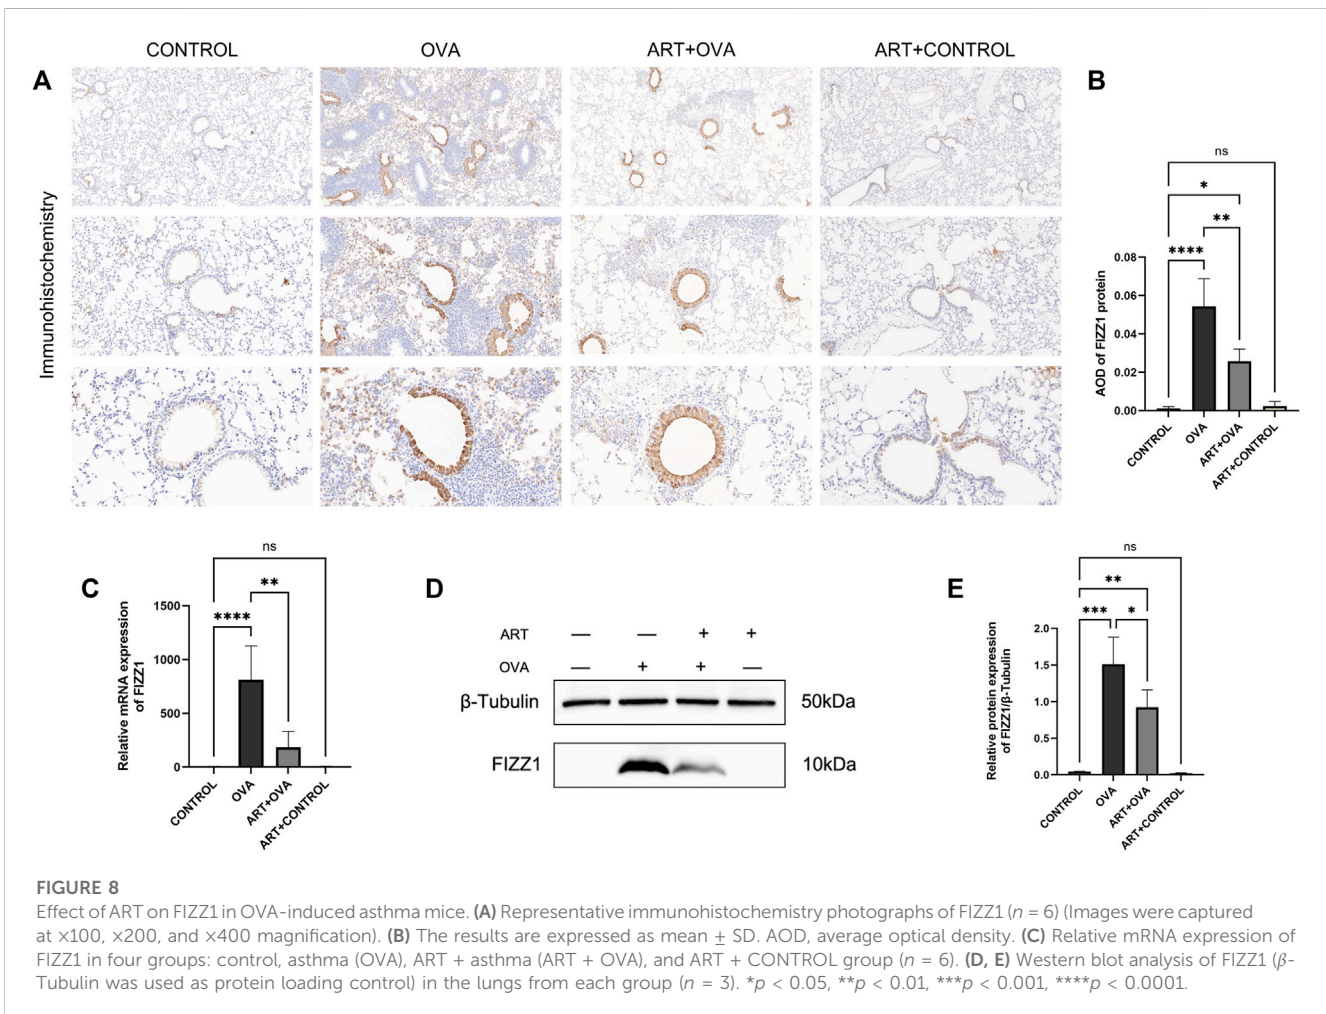 CONTROL OVA ART+OVA ART+CONTROL
A
Immunohistochemistry
B
ns
*
**
****
AOD of FIZZ1 protein
0.08
0.06
0.04
0.02
0.00
CONTROL
OVA
ART+OVA
ART+CONTROL
C
ns
**
****
Relative mRNA expression
of FIZZ1
1500
1000
500
0
CONTROL
OVA
ART+OVA
ART+CONTROL
D
ART — — + +
OVA — + + —
β-Tubulin 50kDa
FIZZ1 10kDa
E
ns
**
*** *
Relative protein expression
of FIZZ1/β-Tubulin
2.0
1.5
1.0
0.5
0.0
CONTROL
OVA
ART+OVA
ART+CONTROL
FIGURE 8
Effect of ART on FIZZ1 in OVA-induced asthma mice. (A) Representative immunohistochemistry photographs of FIZZ1 (n = 6) (Images were captured
at ×100, ×200, and ×400 magnification). (B) The results are expressed as mean ± SD. AOD, average optical density. (C) Relative mRNA expression of
FIZZ1 in four groups: control, asthma (OVA), ART + asthma (ART + OVA), and ART + CONTROL group (n = 6). (D, E) Western blot analysis of FIZZ1 (β-
Tubulin was used as protein loading control) in the lungs from each group (n = 3). *p < 0.05, **p < 0.01, ***p < 0.001, ****p < 0.0001.